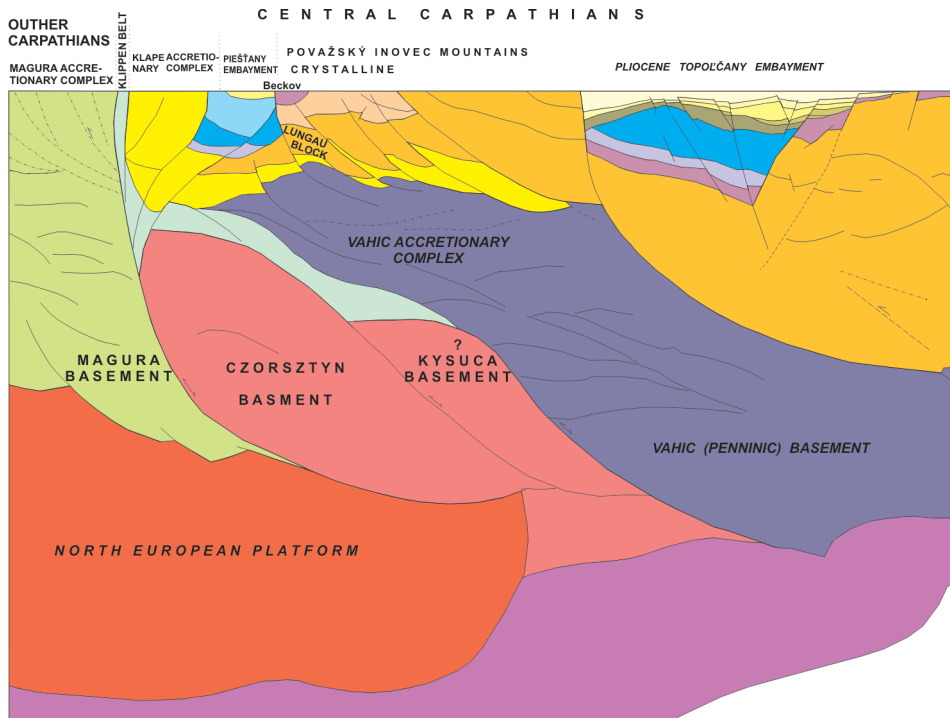 CENTRAL CARPATHIANS
OUTHER
CARPATHIANS
MAGURA ACCRE-
TIONARY COMPLEX
KLIPPEN BELT
KLAPE ACCRETIO-
NARY COMPLEX
PIEŠŤANY
EMBAYMENT
POVAŽSKÝ INOVEC MOUNTAINS
CRYSTALLINE
Beckov
PLIOCENE TOPOĽČANY EMBAYMENT
LUNGAU
BLOCK
VAHIC ACCRETIONARY
COMPLEX
MAGURA
BASEMENT
CZORSZTYN
BASMENT
?
KYSUCA
BASEMENT
VAHIC (PENNINIC) BASEMENT
NORTH EUROPEAN PLATFORM